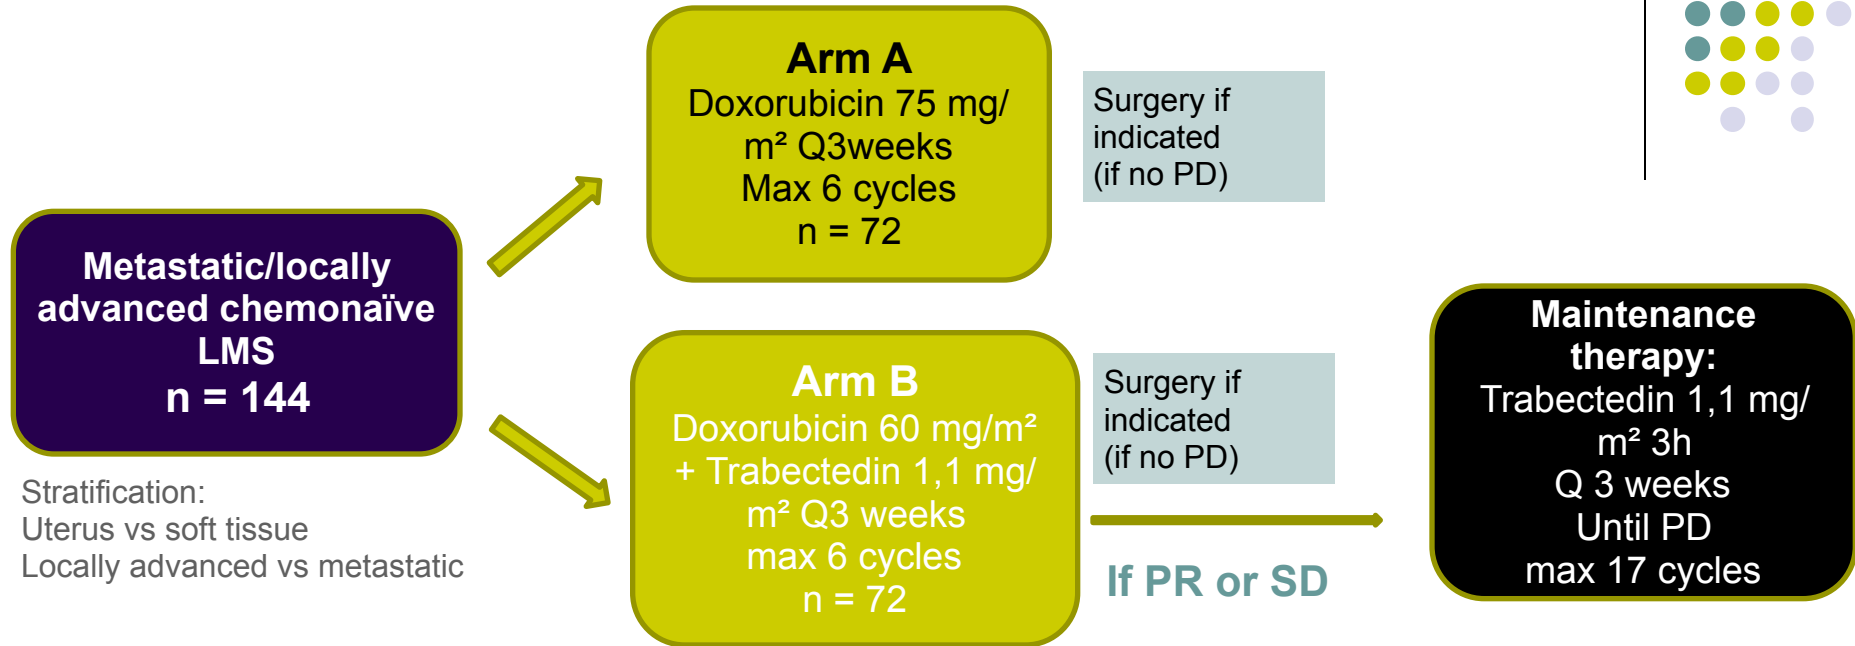 Metastatic/locally
advanced chemonaïve
LMS
n = 144
Stratification:
Uterus vs soft tissue
Locally advanced vs metastatic
Arm A
Doxorubicin 75 mg/
m² Q3weeks
Max 6 cycles
n = 72
Surgery if
indicated
(if no PD)
Arm B
Doxorubicin 60 mg/m²
+ Trabectedin 1,1 mg/
m² Q3 weeks
max 6 cycles
n = 72
Surgery if
indicated
(if no PD)
If PR or SD
Maintenance
therapy:
Trabectedin 1,1 mg/
m² 3h
Q 3 weeks
Until PD
max 17 cycles